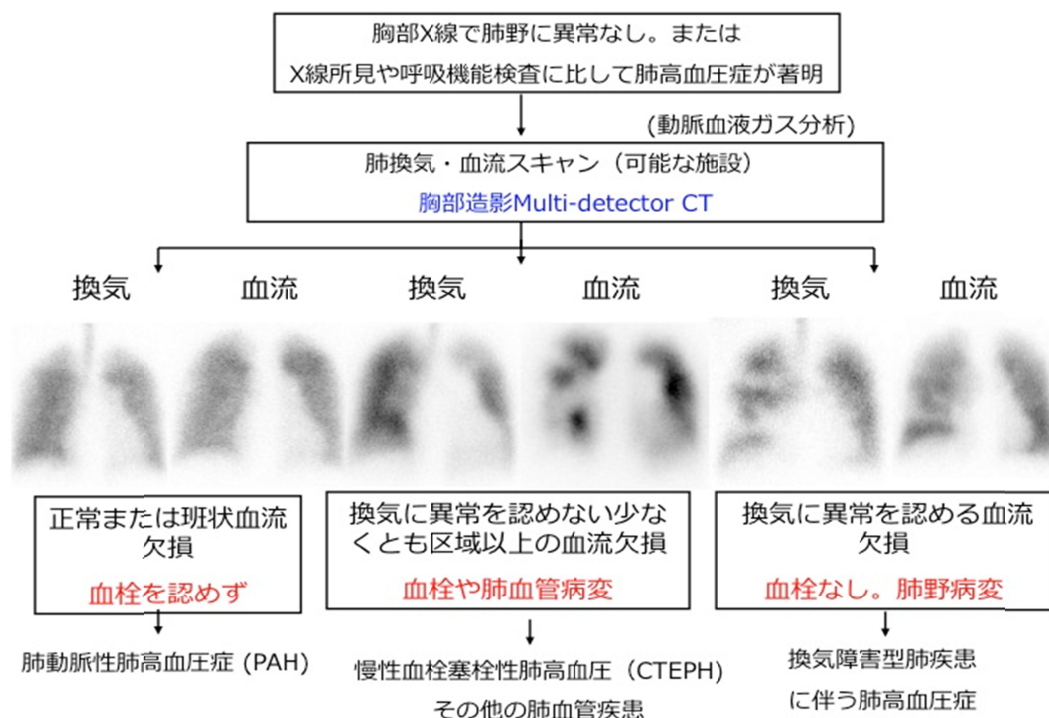 胸部X線で肺野に異常なし。または
X線所見や呼吸機能検査に比して肺高血圧症が著明
(動脈血液ガス分析)
肺換気・血流スキャン（可能な施設）
胸部造影Multi-detector CT
換気
血流
換気
血流
換気
血流
正常または班状血流
欠損
血栓を認めず
換気に異常を認めない少な
くとも区域以上の血流欠損
血栓や肺血管病変
換気に異常を認める血流
欠損
血栓なし。肺野病変
肺動脈性肺高血圧症 (PAH)
慢性血栓塞栓性肺高血圧（CTEPH）
その他の肺血管疾患
換気障害型肺疾患
に伴う肺高血圧症